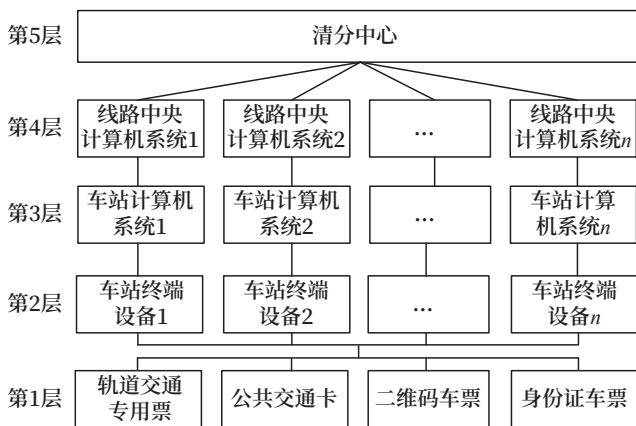 第5层
清分中心
第4层
线路中央
计算机系统1
线路中央
计算机系统2
...
线路中央
计算机系统n
第3层
车站计算机
系统1
车站计算机
系统2
...
车站计算
机系统n
第2层
车站终端
设备1
车站终端
设备2
...
车站终端
设备n
第1层
轨道交通
专用票
公共交通卡
二维码车票
身份证车票